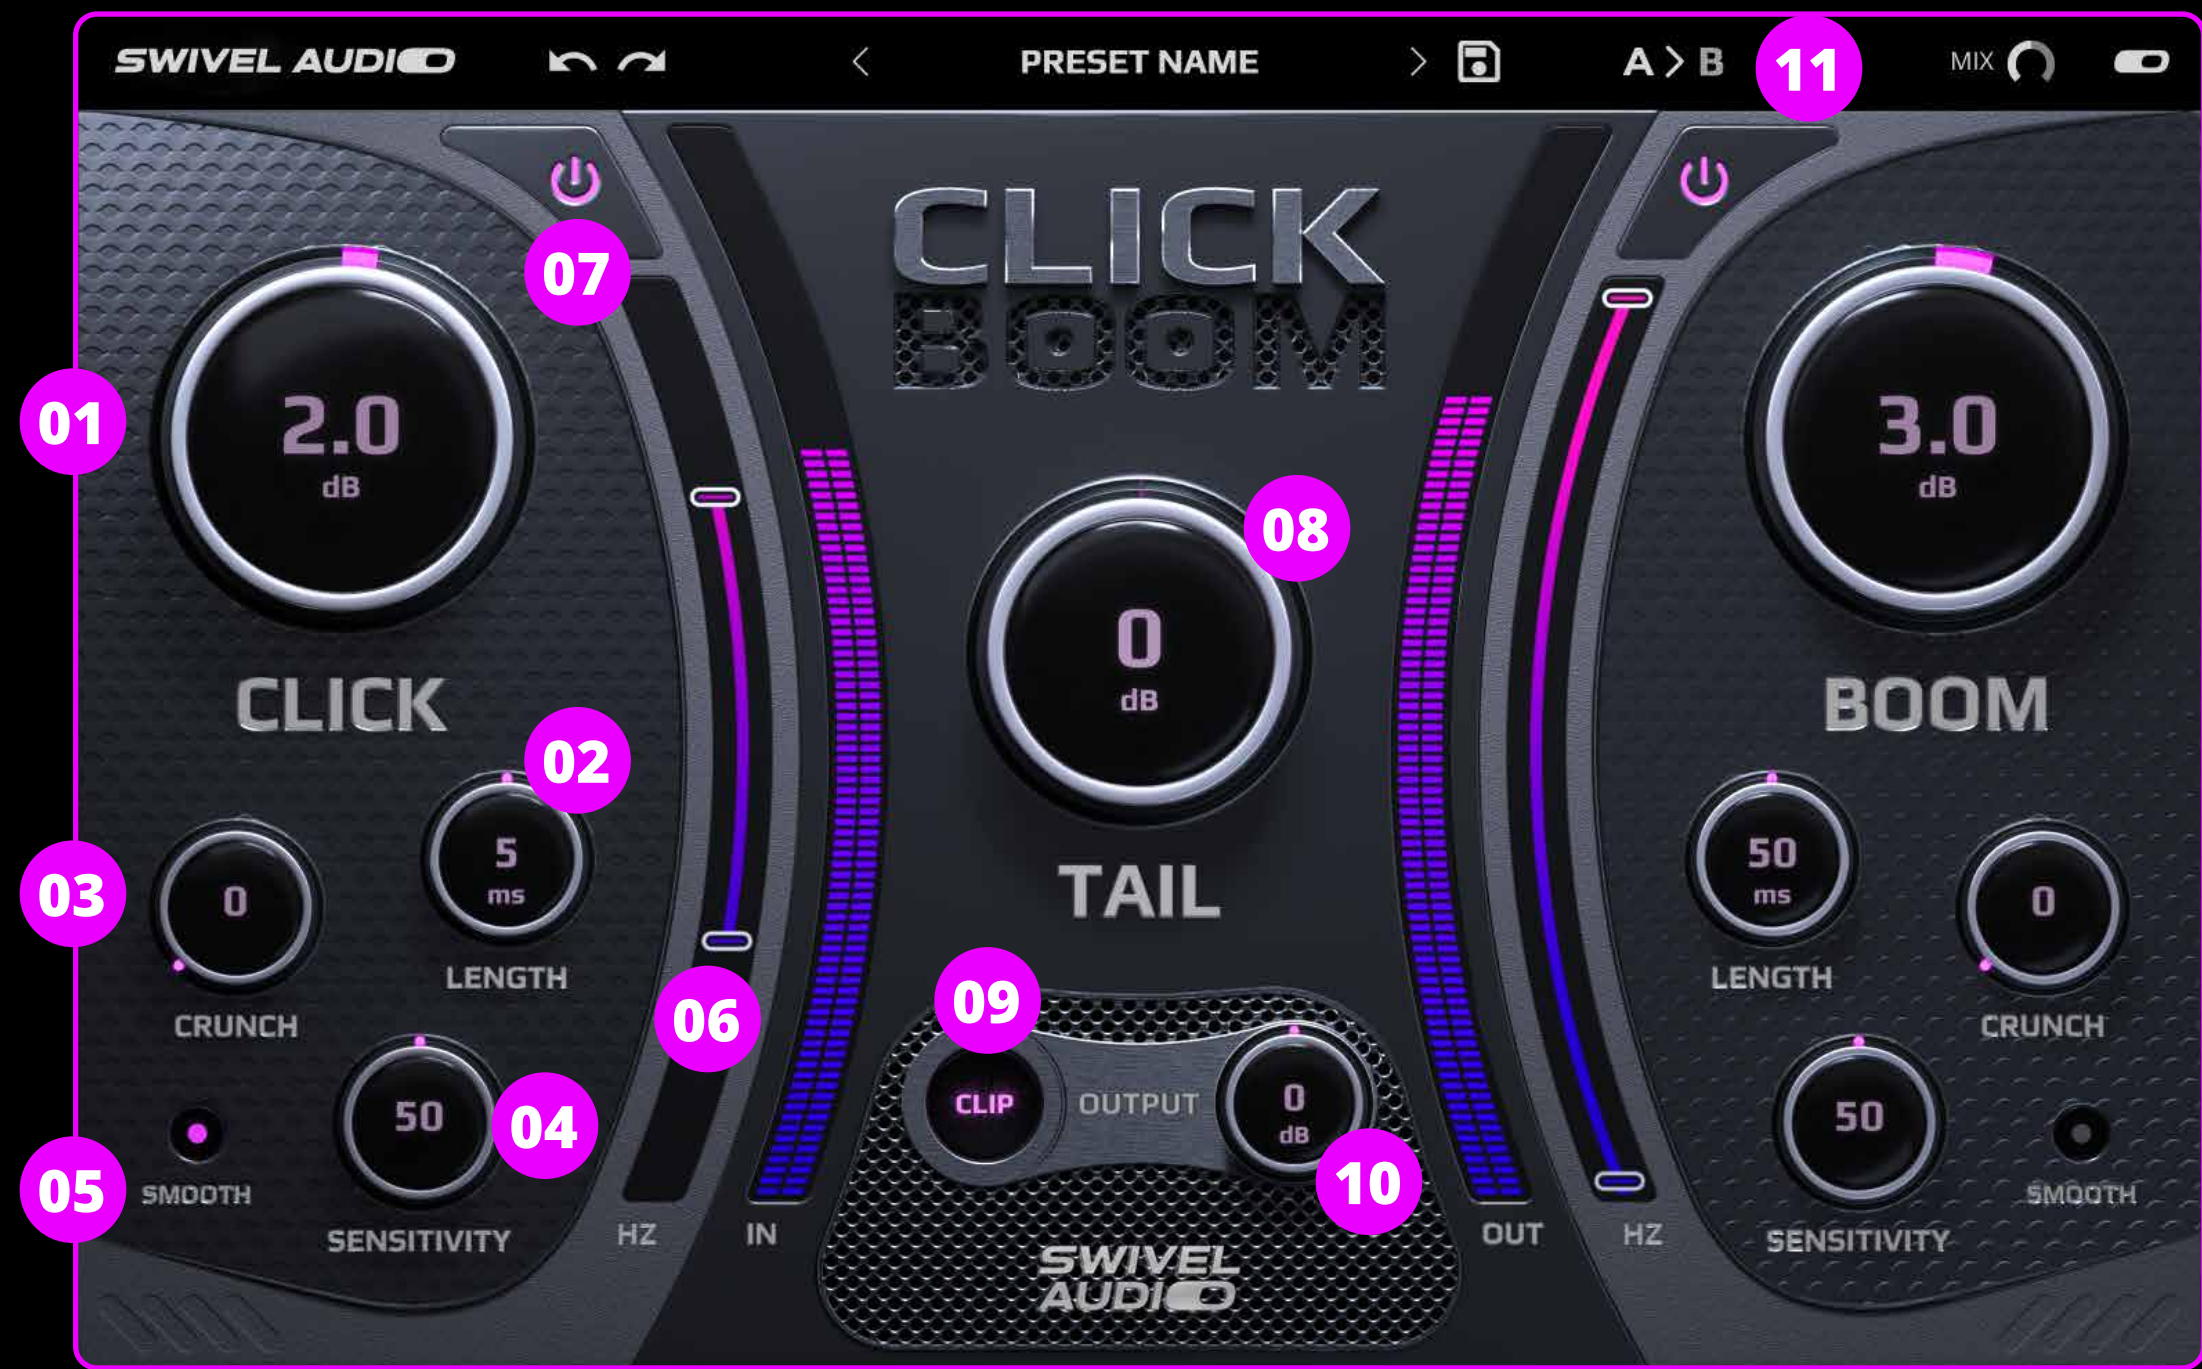 SWIVEL AUDIO
PRESET NAME
A > B
11
MIX
CLICK
BOOM
07
01
2.0
dB
CLICK
02
5
ms
LENGTH
03
0
CRUNCH
04
50
SENSITIVITY
05
SMOOTH
06
HZ
IN
08
0
dB
TAIL
09
CLIP
OUTPUT
0
dB
10
SWIVEL
AUDIO
OUT
HZ
3.0
dB
BOOM
50
ms
LENGTH
0
CRUNCH
50
SENSITIVITY
SMOOTH